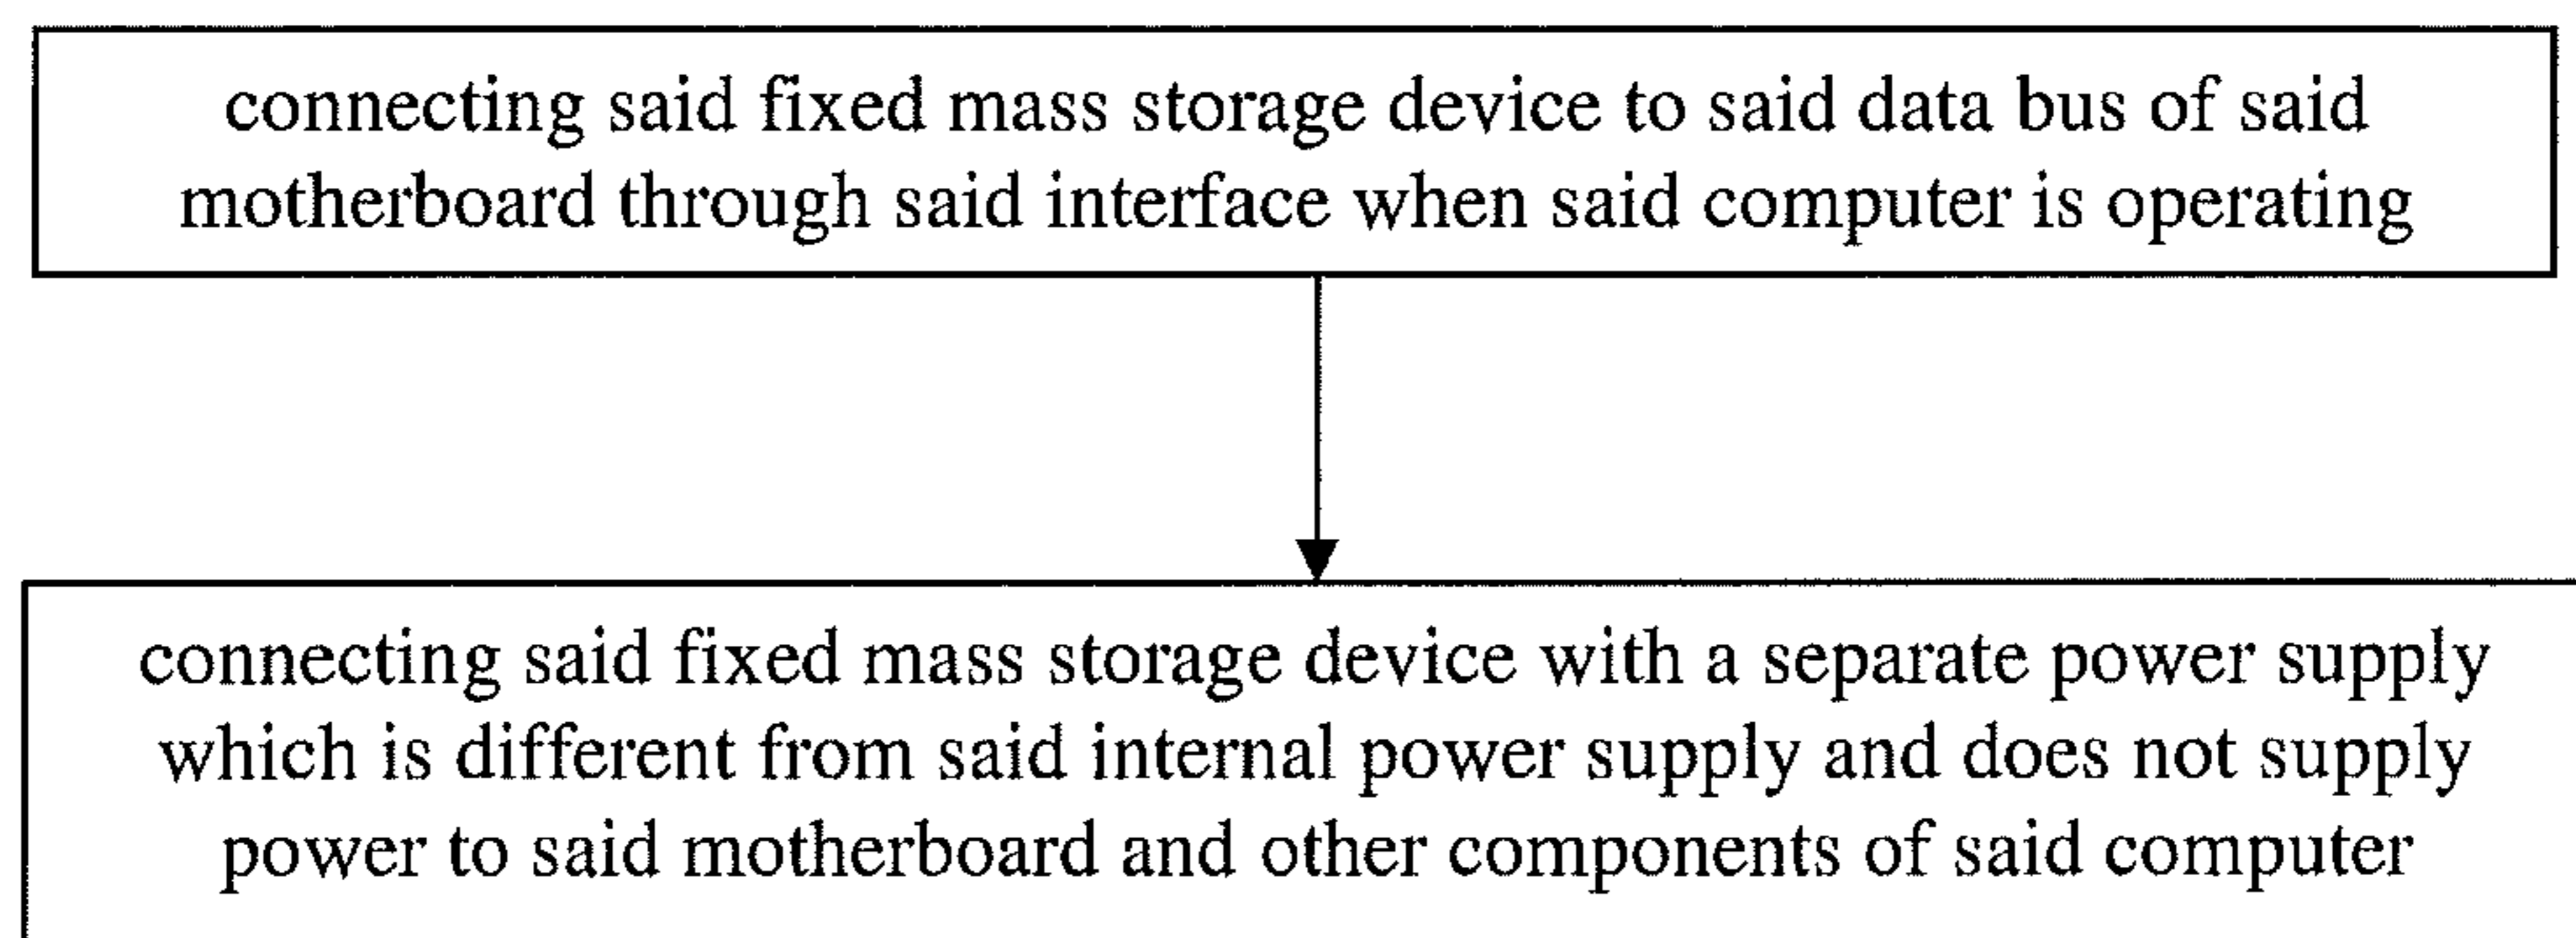 connecting said fixed mass storage device to said data bus of said
motherboard through said interface when said computer is operating
connecting said fixed mass storage device with a separate power supply
which is different from said internal power supply and does not supply
power to said motherboard and other components of said computer